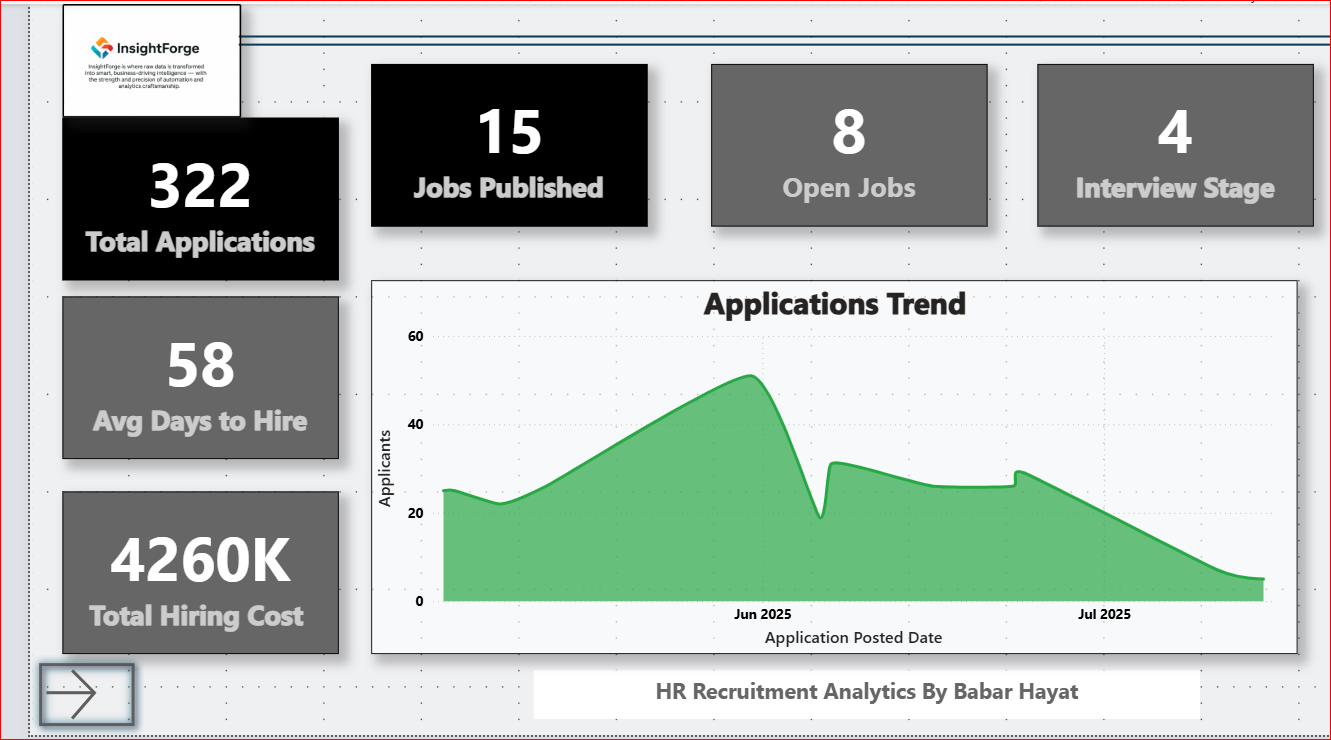 InsightForge
InsightForge is where raw data is transformed
into smart, business-driving intelligence — with
the strength and precision of automation and
analytics craftsmanship.
322
Total Applications
15
Jobs Published
8
Open Jobs
4
Interview Stage
58
Avg Days to Hire
4260K
Total Hiring Cost
Applications Trend
Applicants
60
40
20
0
Jun 2025
Jul 2025
Application Posted Date
HR Recruitment Analytics By Babar Hayat